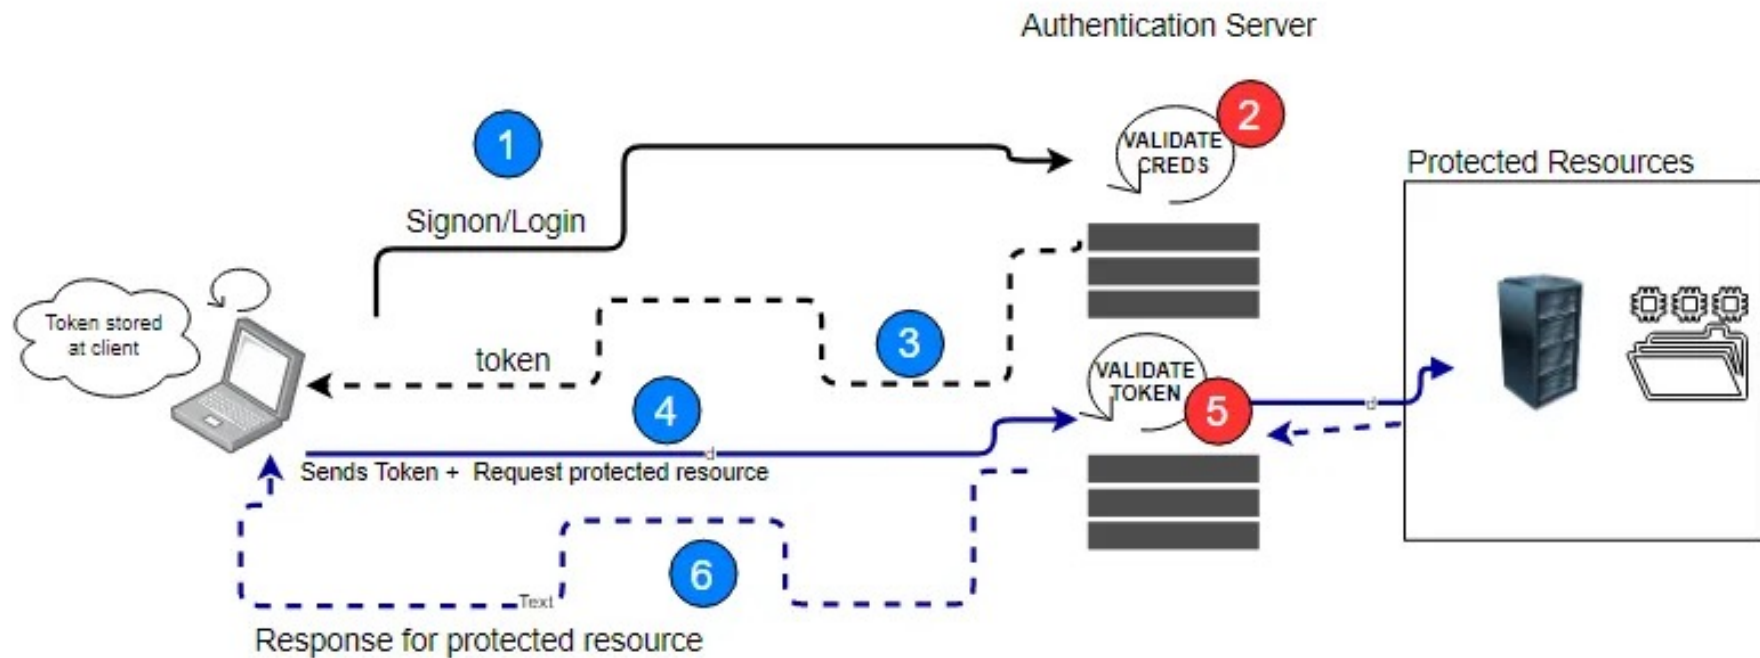 Authentication Server
1
2
VALIDATE
CREDS
Protected Resources
Signon/Login
Token stored
at client
token
3
VALIDATE
TOKEN
4
5
d
d
Sends Token + Request protected resource
6
Text
Response for protected resource